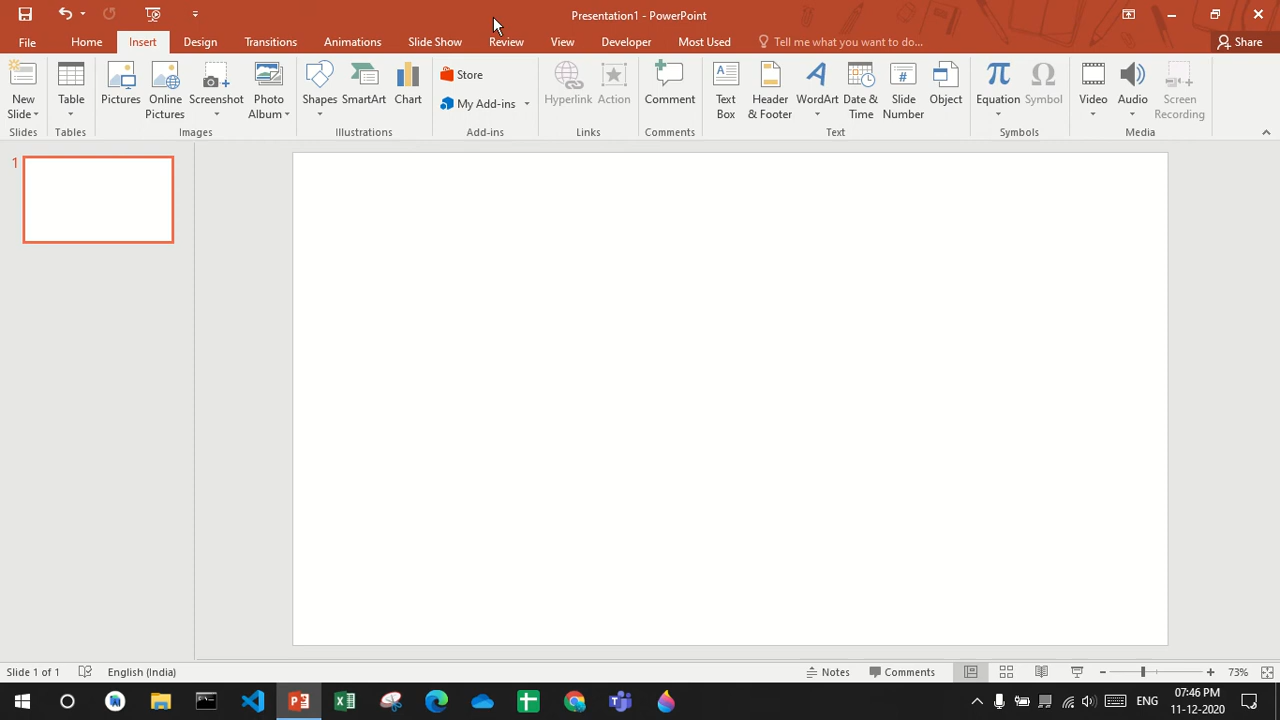 Presentation1 - PowerPoint
File Home Insert Design Transitions Animations Slide Show Review View Developer Most Used Tell me what you want to do... Share
New Slide
Slides
Table
Tables
Pictures
Online Pictures
Screenshot
Photo Album
Images
Shapes
SmartArt
Chart
Illustrations
Store
My Add-ins
Add-ins
Hyperlink
Action
Links
Comment
Comments
Text Box
Header & Footer
WordArt
Date & Time
Slide Number
Object
Text
Equation
Symbol
Symbols
Video
Audio
Screen Recording
Media
1
Slide 1 of 1 English (India) Notes Comments 73%
ENG
07:46 PM
11-12-2020